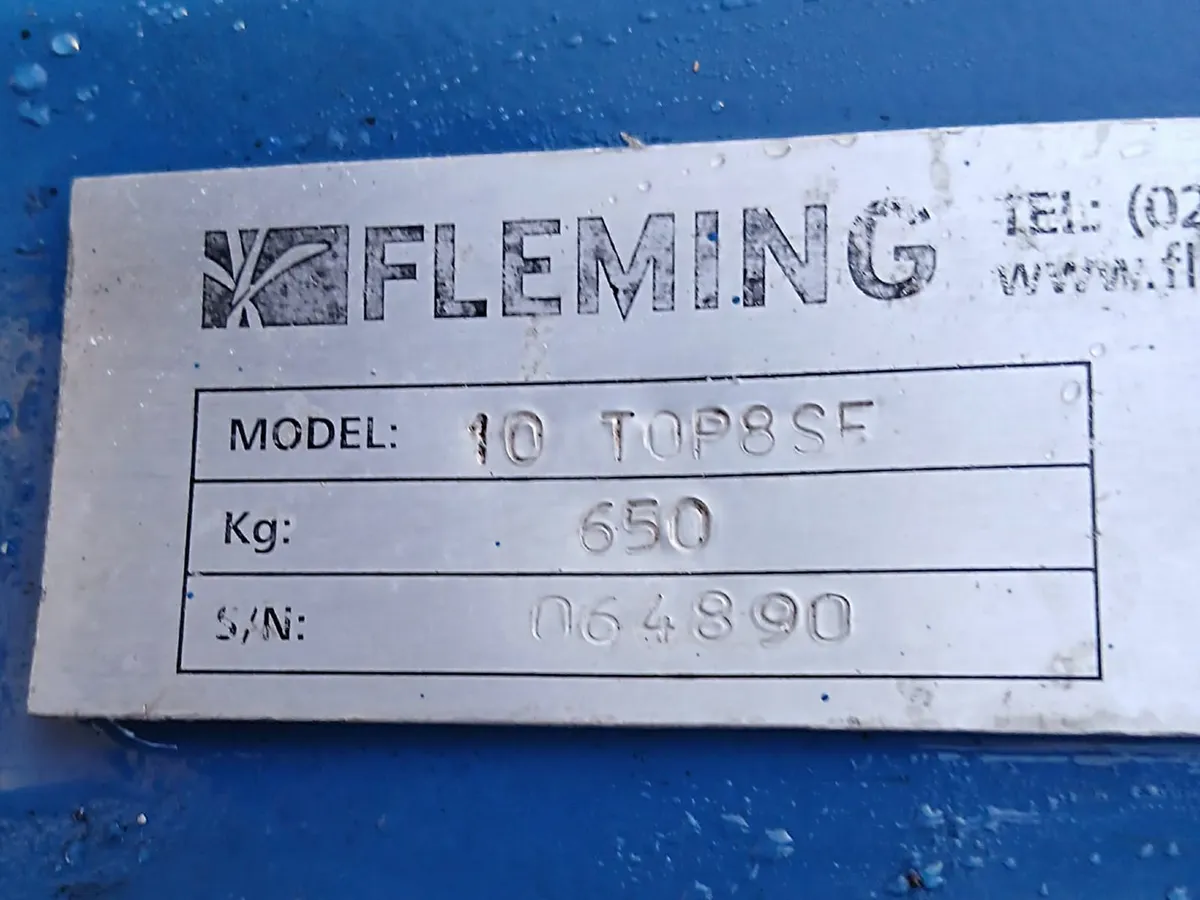 FLEMING
TEL: (02
www.fl
MODEL: 10 TOP8SF
Kg: 650
S/N: 064890